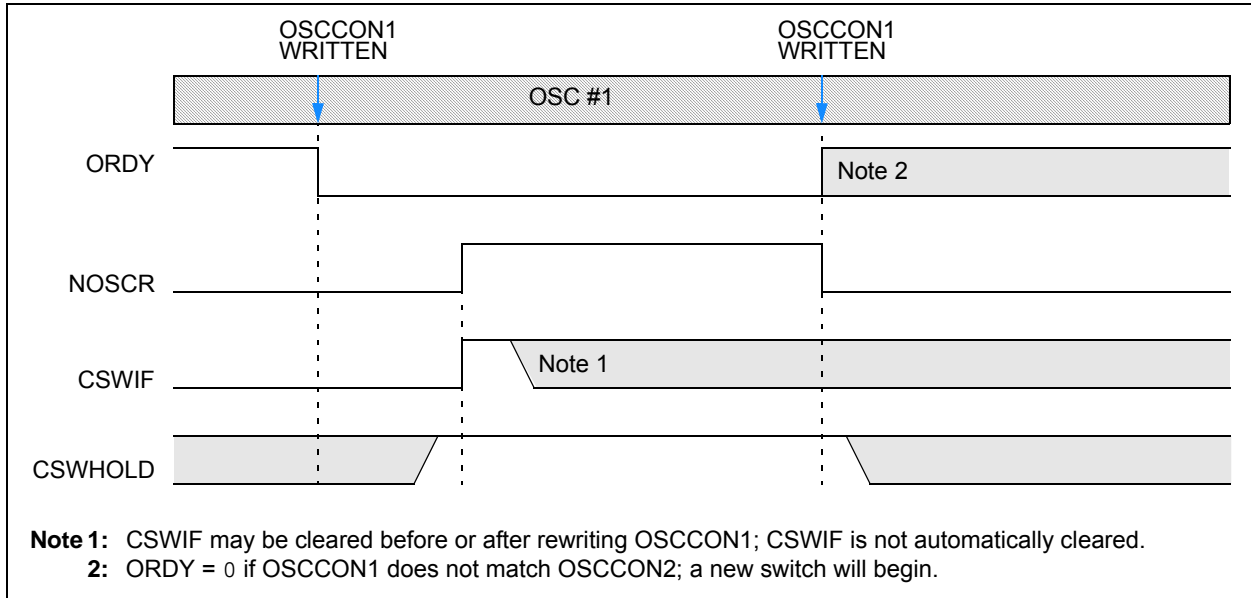 OSCCON1 OSCCON1
WRITTEN WRITTEN
OSC #1
ORDY
Note 2
NOSCR
CSWIF
Note 1
CSWHOLD
Note 1: CSWIF may be cleared before or after rewriting OSCCON1; CSWIF is not automatically cleared.
2: ORDY = 0 if OSCCON1 does not match OSCCON2; a new switch will begin.